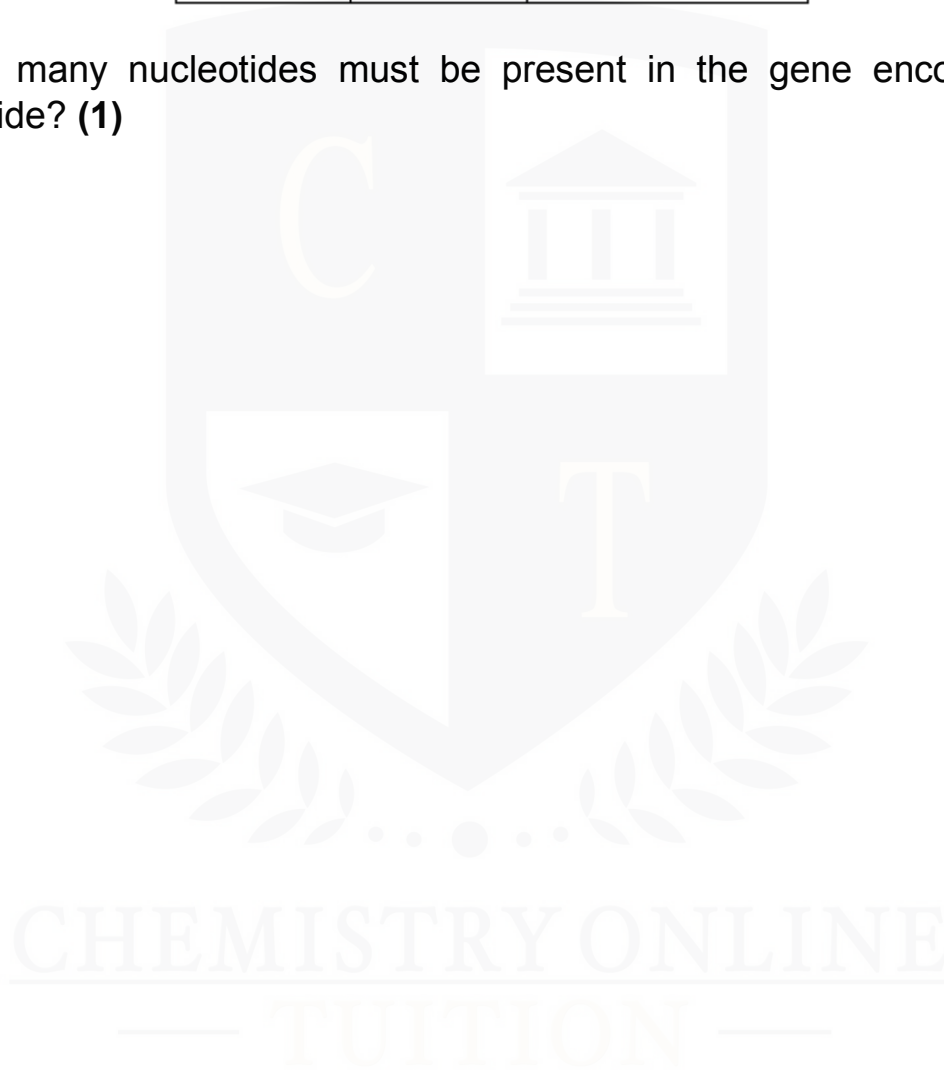 many nucleotides must be present in the gene enco
ide? (1)
C
T
CHEMISTRY ONLINE
TUITION